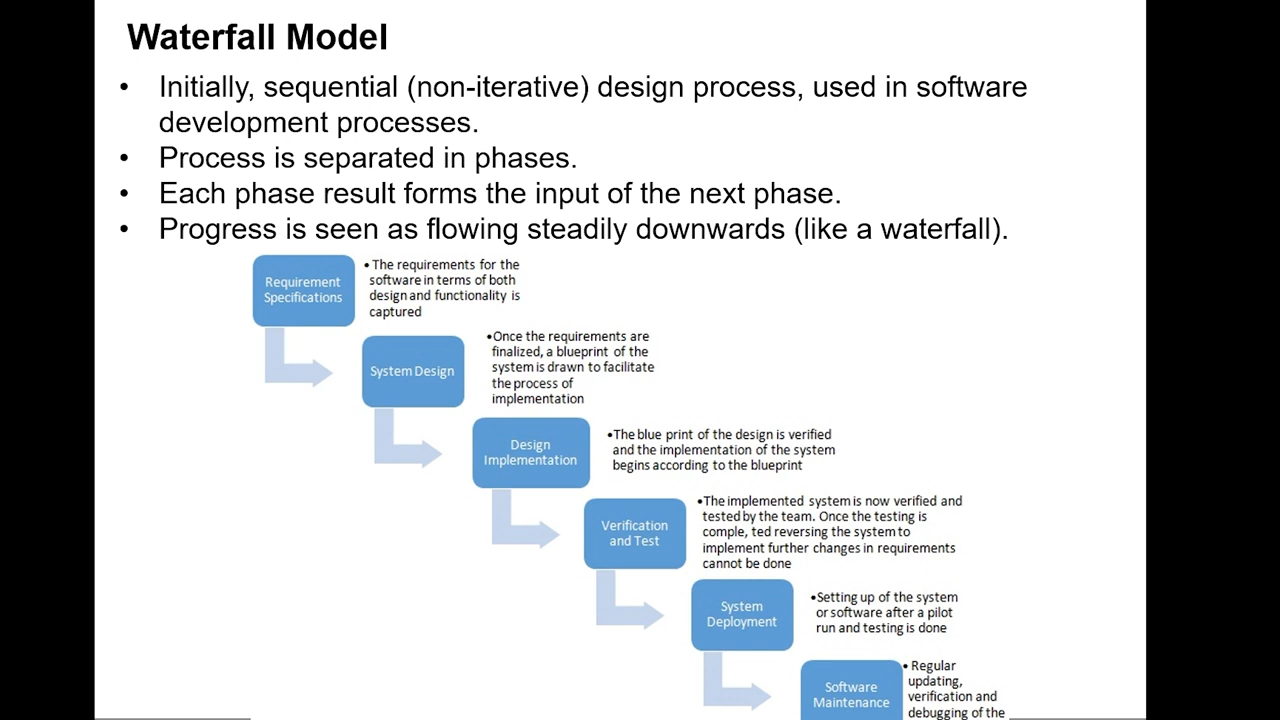 Waterfall Model
• Initially, sequential (non-iterative) design process, used in software
development processes.
• Process is separated in phases.
• Each phase result forms the input of the next phase.
• Progress is seen as flowing steadily downwards (like a waterfall).
Requirement
Specifications
• The requirements for the
software in terms of both
design and functionality is
captured
System Design
•Once the requirements are
finalized, a blueprint of the
system is drawn to facilitate
the process of
implementation
Design
Implementation
•The blue print of the design is verified
and the implementation of the system
begins according to the blueprint
Verification
and Test
•The implemented system is now verified and
tested by the team. Once the testing is
comple, ted reversing the system to
implement further changes in requirements
cannot be done
System
Deployment
•Setting up of the system
or software after a pilot
run and testing is done
Software
Maintenance
• Regular
updating,
verification and
debugging of the